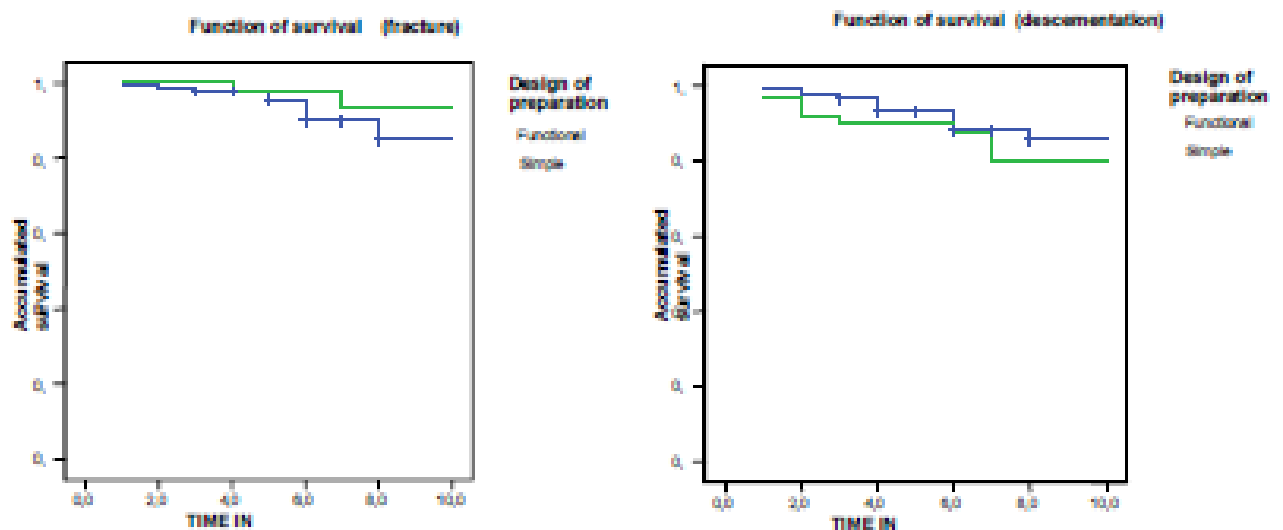 Function of survival (fracture)
1,
0,
0,
0,
0,
0,
Accumulated
survival
0,0 2,0 4,0 6,0 8,0 10,0
TIME IN
Design of
preparation
Functional
Simple
Function of survival (descementation)
1,
0,
0,
0,
0,
0,
Accumulated
survival
0,0 2,0 4,0 6,0 8,0 10,0
TIME IN
Design of
preparation
Functional
Simple